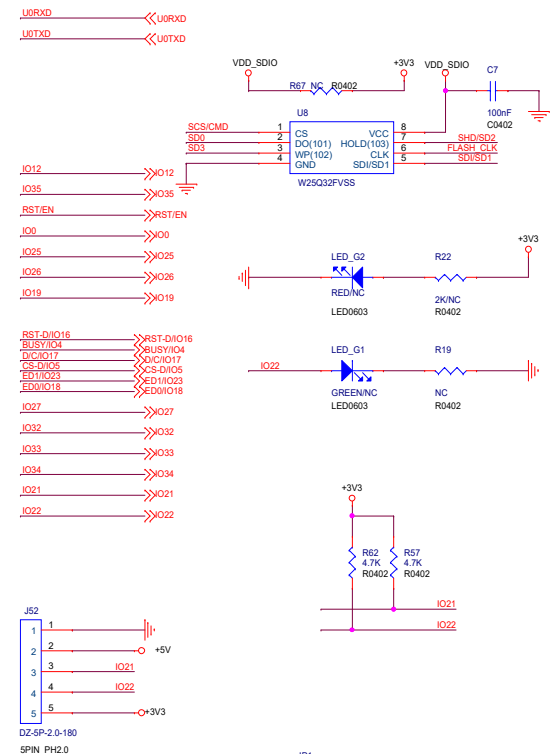 U0RXD U0RXD
U0TXD U0TXD
VDD_SDIO +3V3 VDD_SDIO C7
R67 NC R0402
100nF
C0402
U8
SCS/CMD 1 CS VCC 8
SD0 2 DO(101) HOLD(103) 7 SHD/SD2
SD3 3 WP(102) CLK 6 FLASH_CLK
4 GND SDI/SD1 5 SDI/SD1
W25Q32FVSS
IO12 IO12
IO35 IO35
RST/EN RST/EN
IO0 IO0
IO25 IO25
IO26 IO26
IO19 IO19
+3V3
LED_G2 R22
RED/NC 2K/NC
LED0603 R0402
RST-D/IO16 RST-D/IO16
BUSY/IO4 BUSY/IO4
D/C/IO17 D/C/IO17
CS-D/IO5 CS-D/IO5
ED1/IO23 ED1/IO23
ED0/IO18 ED0/IO18
LED_G1 R19
IO22
GREEN/NC NC
LED0603 R0402
IO27 IO27
IO32 IO32
IO33 IO33
IO34 IO34
IO21 IO21
IO22 IO22
+3V3
R62 R57
4.7K 4.7K
R0402 R0402
IO21
IO22
J52
1 1
2 2 +5V
3 3 IO21
4 4 IO22
5 5 +3V3
DZ-5P-2.0-180
5PIN PH2.0